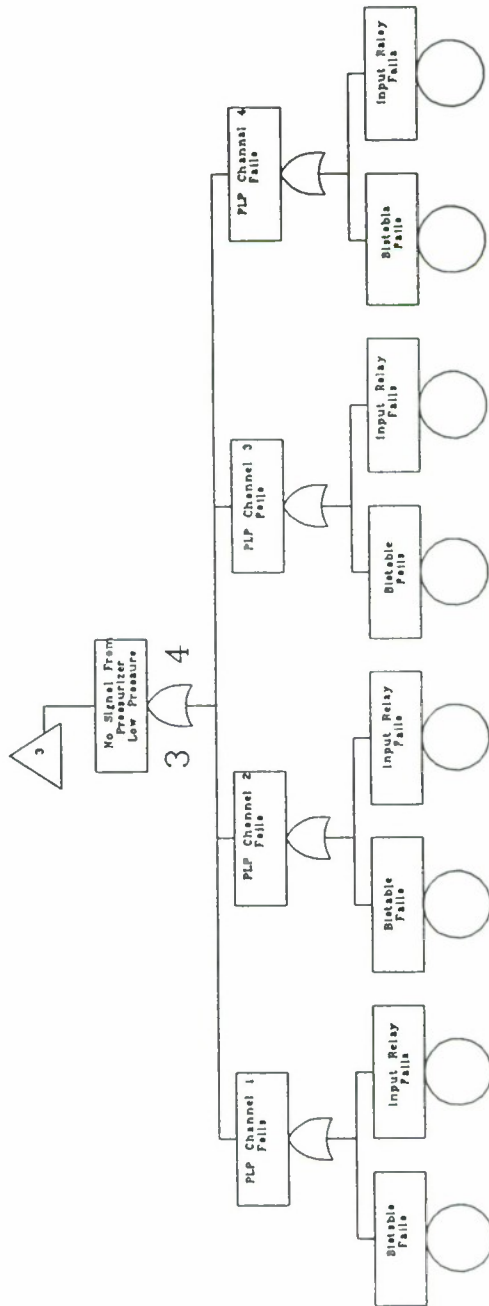 3
No Signal From
Pressurizer
Low Pressure
3 4
PLP Channel 1
Fails
PLP Channel 2
Fails
PLP Channel 3
Fails
PLP Channel 4
Fails
Bistable
Fails
Input Relay
Fails
Bistable
Fails
Input Relay
Fails
Bistable
Fails
Input Relay
Fails
Bistable
Fails
Input Relay
Fails